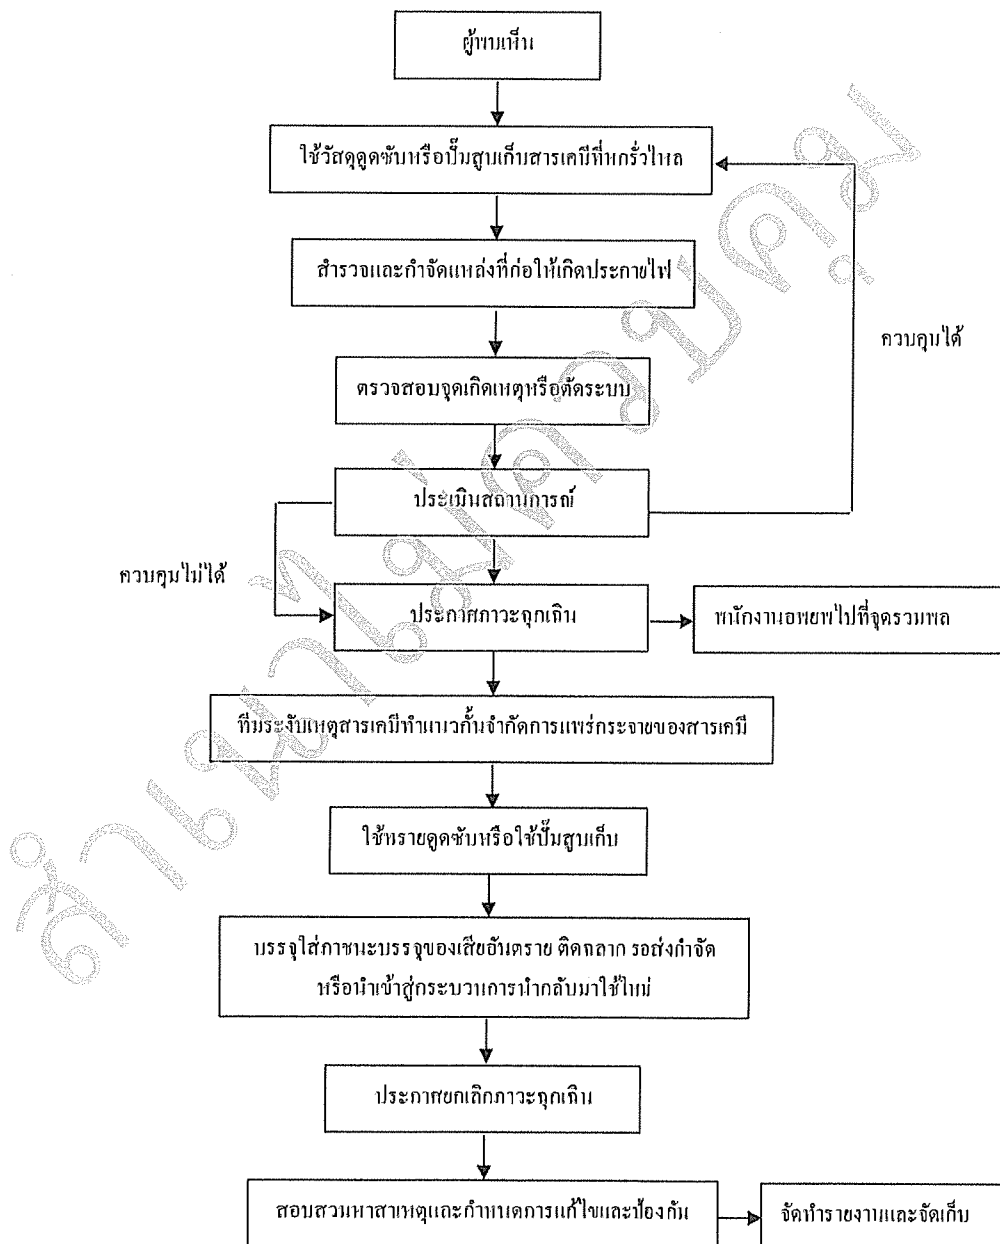 ผู้พบเห็น
ใช้วัสดุดูดซับหรือปั๊มสูบเก็บสารเคมีที่หกรั่วไหล
สำรวจและกำจัดแหล่งที่ก่อให้เกิดประกายไฟ
ควบคุมได้
ตรวจสอบจุดเกิดเหตุหรือตัดระบบ
ประเมินสถานการณ์
ควบคุมไม่ได้
ประกาศภาวะฉุกเฉิน
พนักงานอพยพไปที่จุดรวมพล
ทีมระงับเหตุสารเคมีทำแนวกั้นจำกัดการแพร่กระจายของสารเคมี
ใช้ทรายดูดซับหรือใช้ปั๊มสูบเก็บ
บรรจุใส่ภาชนะบรรจุของเสียอันตราย ติดฉลาก รอส่งกำจัด
หรือนำเข้าสู่กระบวนการนำกลับมาใช้ใหม่
ประกาศยกเลิกภาวะฉุกเฉิน
สอบสวนหาสาเหตุและกำหนดการแก้ไขและป้องกัน
จัดทำรายงานและจัดเก็บ
สำเนาไม่ควบคุม